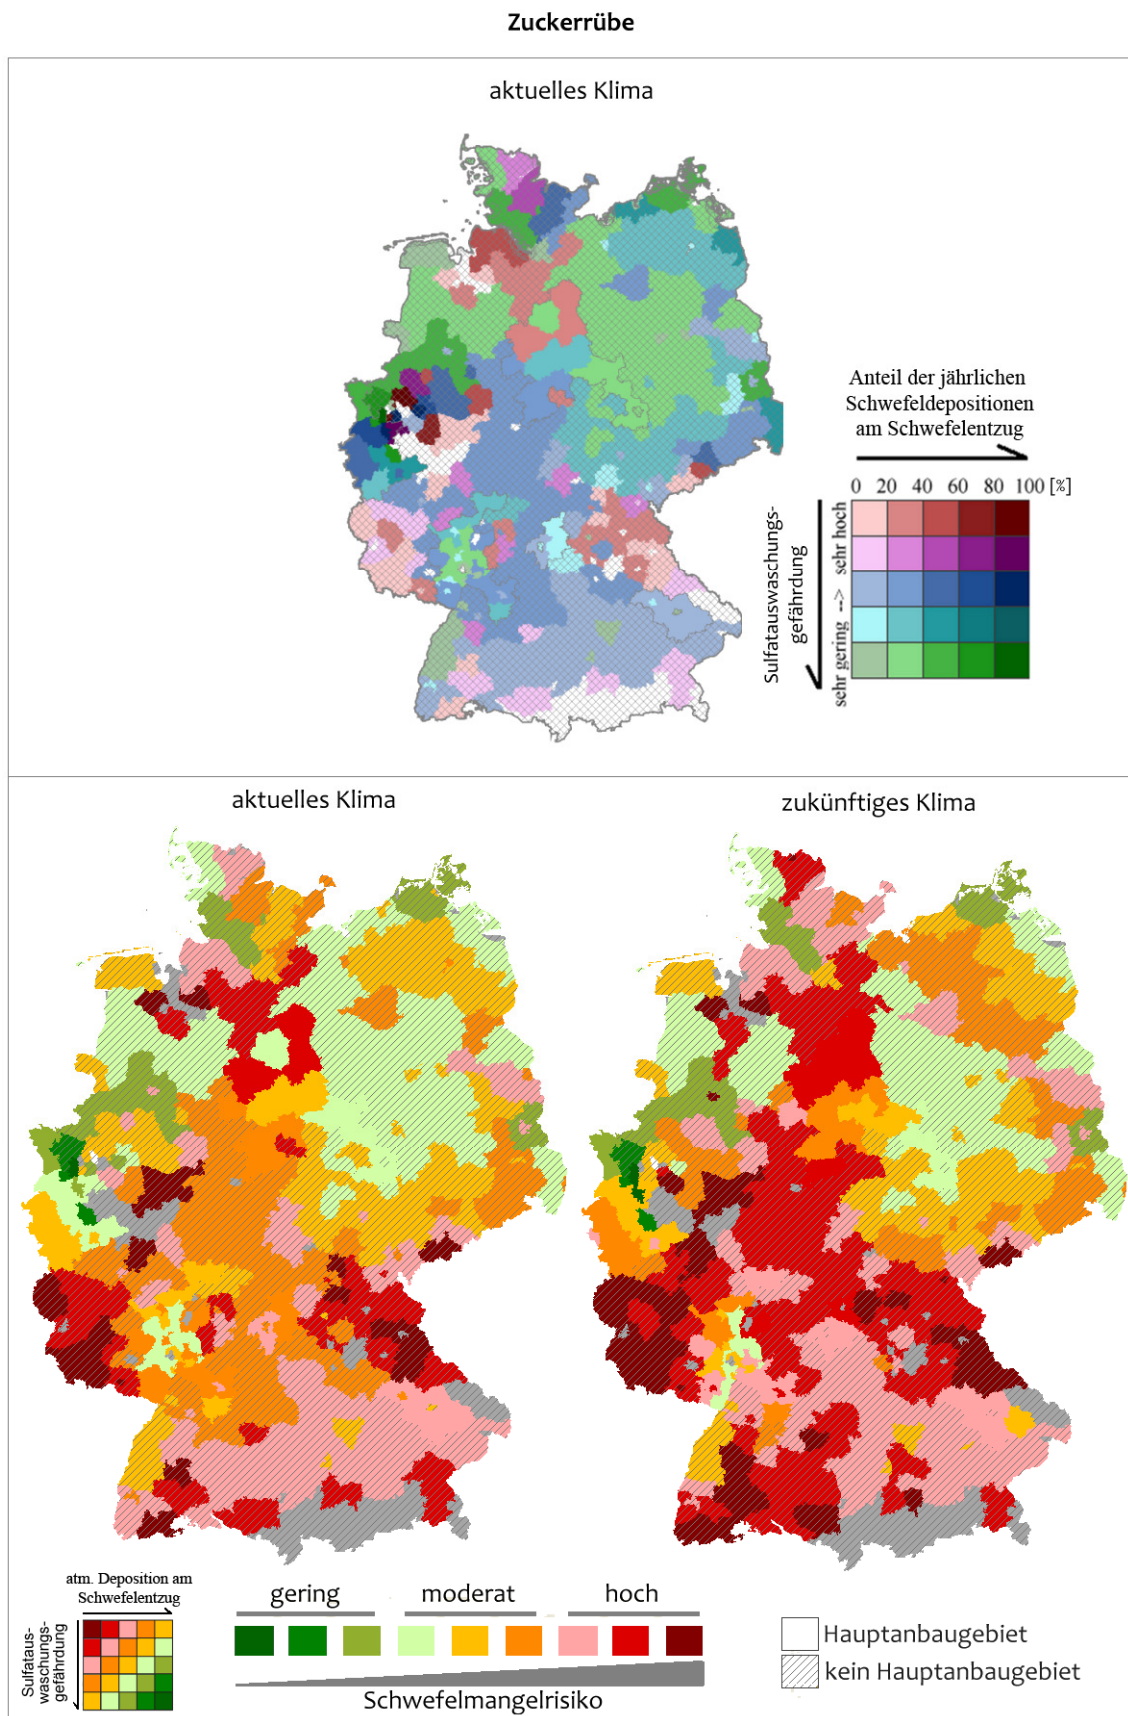 Zuckerrübe
aktuelles Klima
Anteil der jährlichen
Schwefeldepositionen
am Schwefelentzug
0 20 40 60 80 100 [%]
Sulfatauswaschungs-
gefährdung
sehr gering --> sehr hoch
aktuelles Klima
zukünftiges Klima
atm. Deposition am
Schwefelentzug
Sulfataus-
waschungs-
gefährdung
gering moderat hoch
Schwefelmangelrisiko
Hauptanbaugebiet
kein Hauptanbaugebiet